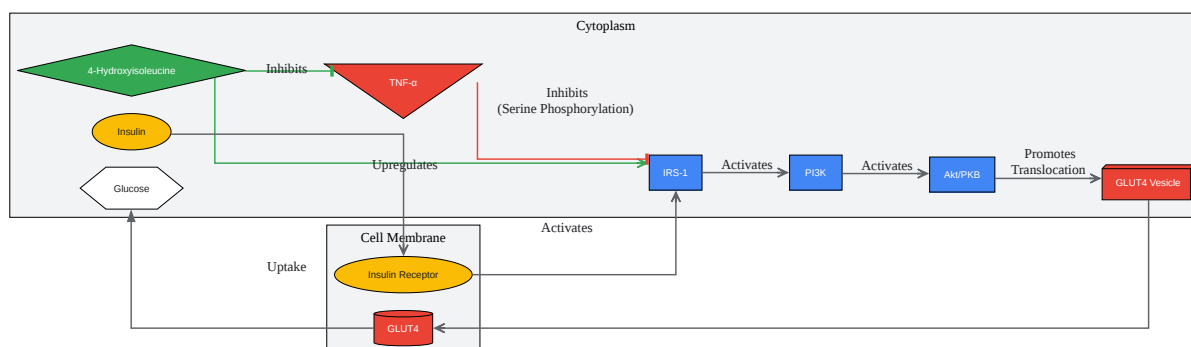 Cytoplasm
4-Hydroxyisoleucine
Inhibits
TNF-α
Inhibits
(Serine Phosphorylation)
Insulin
Upregulates
Glucose
IRS-1
Activates
PI3K
Activates
Akt/PKB
Promotes
Translocation
GLUT4 Vesicle
Activates
Cell Membrane
Uptake
Insulin Receptor
GLUT4